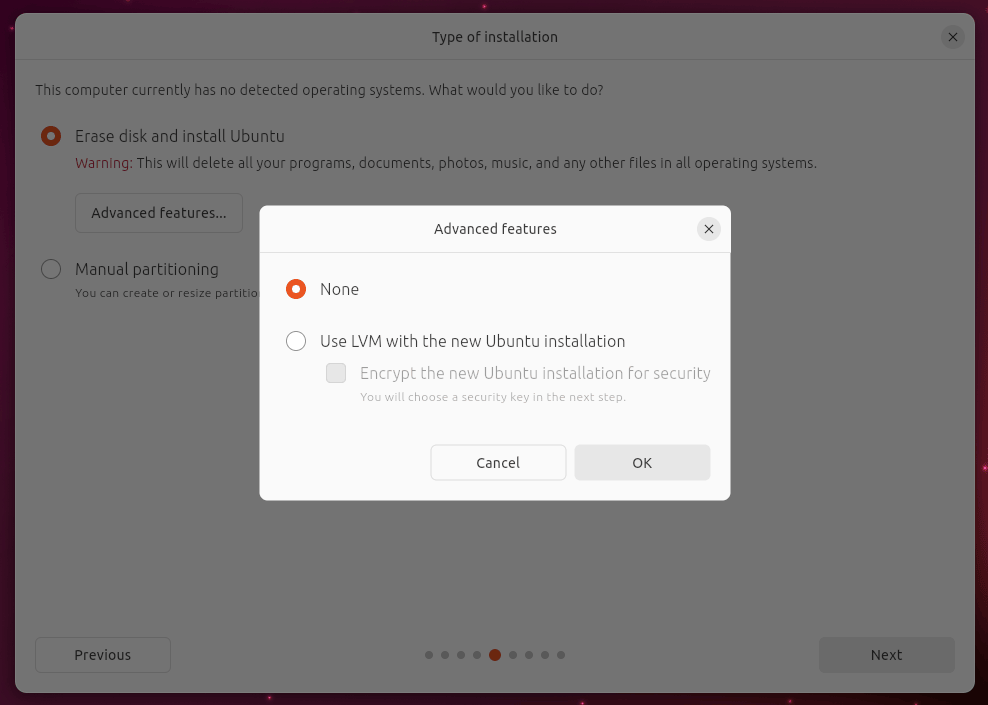 Type of installation
This computer currently has no detected operating systems. What would you like to do?
Erase disk and install Ubuntu
Warning: This will delete all your programs, documents, photos, music, and any other files in all operating systems.
Advanced features...
Manual partitioning
You can create or resize
Advanced features
None
Use LVM with the new Ubuntu installation
Encrypt the new Ubuntu installation for security
You will choose a security key in the next step.
Cancel
OK
Previous
Next